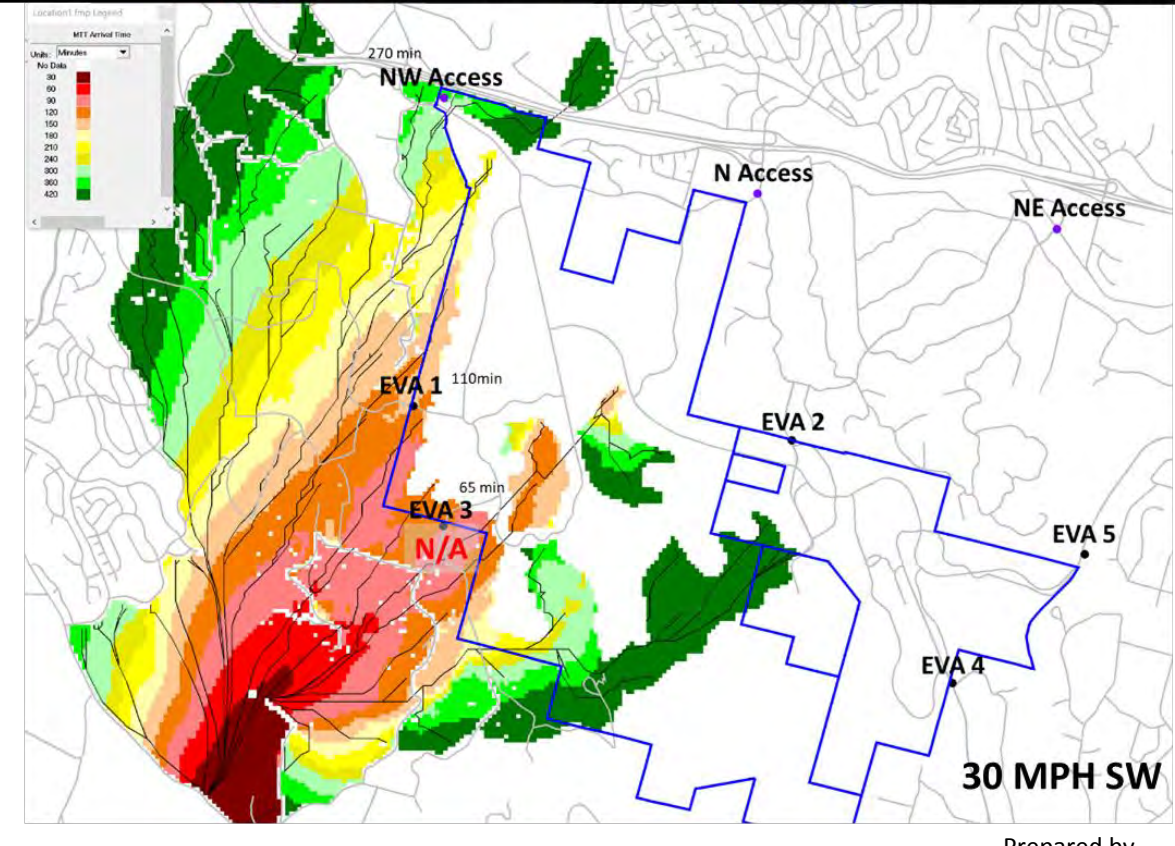 Location1.fmp Legend
MTT Arrival Time
Units: Minutes
No Data
30
60
90
120
150
180
210
240
300
360
420
270 min
NW Access
N Access
NE Access
EVA 1
110min
EVA 2
65 min
EVA 3
N/A
EVA 5
EVA 4
30 MPH SW
Prepared by